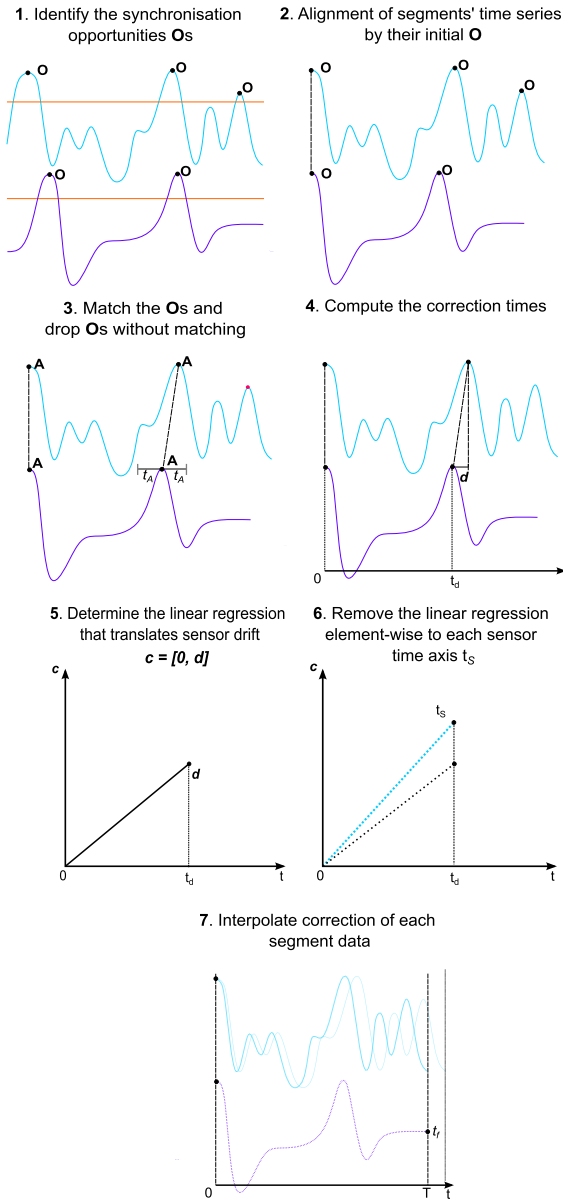 1. Identify the synchronisation
opportunities Os
2. Alignment of segments' time series
by their initial O
O
O
O
O
O
O
O
O
O
O
3. Match the Os and
drop Os without matching
4. Compute the correction times
A
A
A
A
tA tA
d
0
td
5. Determine the linear regression
that translates sensor drift
c = [0, d]
6. Remove the linear regression
element-wise to each sensor
time axis tS
c
d
0
td
t
c
tS
0
td
t
7. Interpolate correction of each
segment data
tf
0
T
t